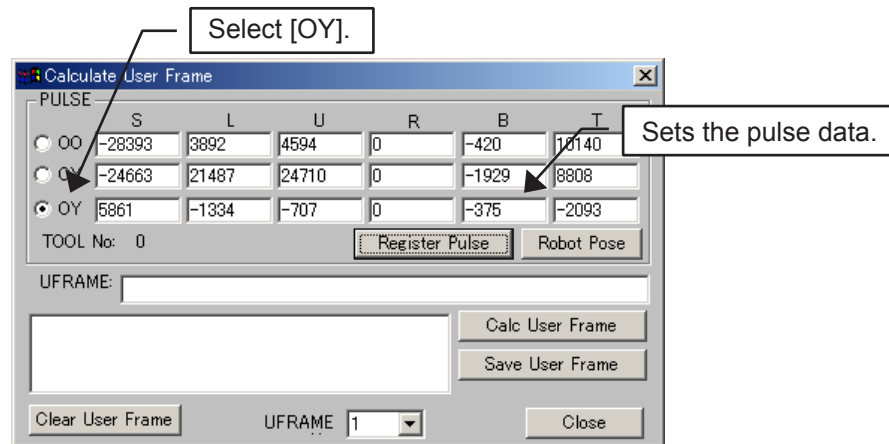 Select [OY].
Calculate User Frame
PULSE
S L U R B T
OO -28393 3892 4594 0 -420 10140
Sets the pulse data.
-24663 21487 24710 0 -1929 8808
OY 5861 -1334 -707 0 -375 -2093
TOOL No: 0 Register Pulse Robot Pose
UFRAME:
Calc User Frame
Save User Frame
Clear User Frame UFRAME 1 Close